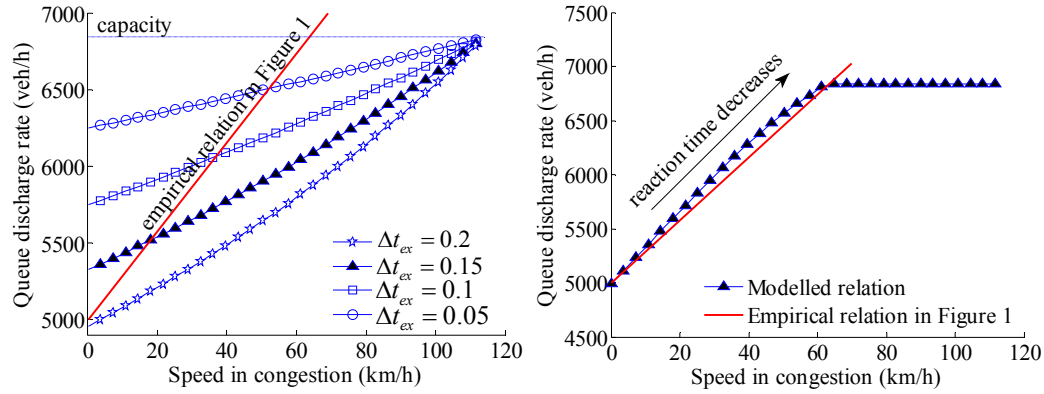 Queue discharge rate (veh/h)
7000
6500
6000
5500
5000
capacity
empirical relation in Figure 1
Δt_ex = 0.2
Δt_ex = 0.15
Δt_ex = 0.1
Δt_ex = 0.05
0 20 40 60 80 100 120
Speed in congestion (km/h)
Queue discharge rate (veh/h)
7500
7000
6500
6000
5500
5000
4500
reaction time decreases
Modelled relation
Empirical relation in Figure 1
0 20 40 60 80 100 120
Speed in congestion (km/h)